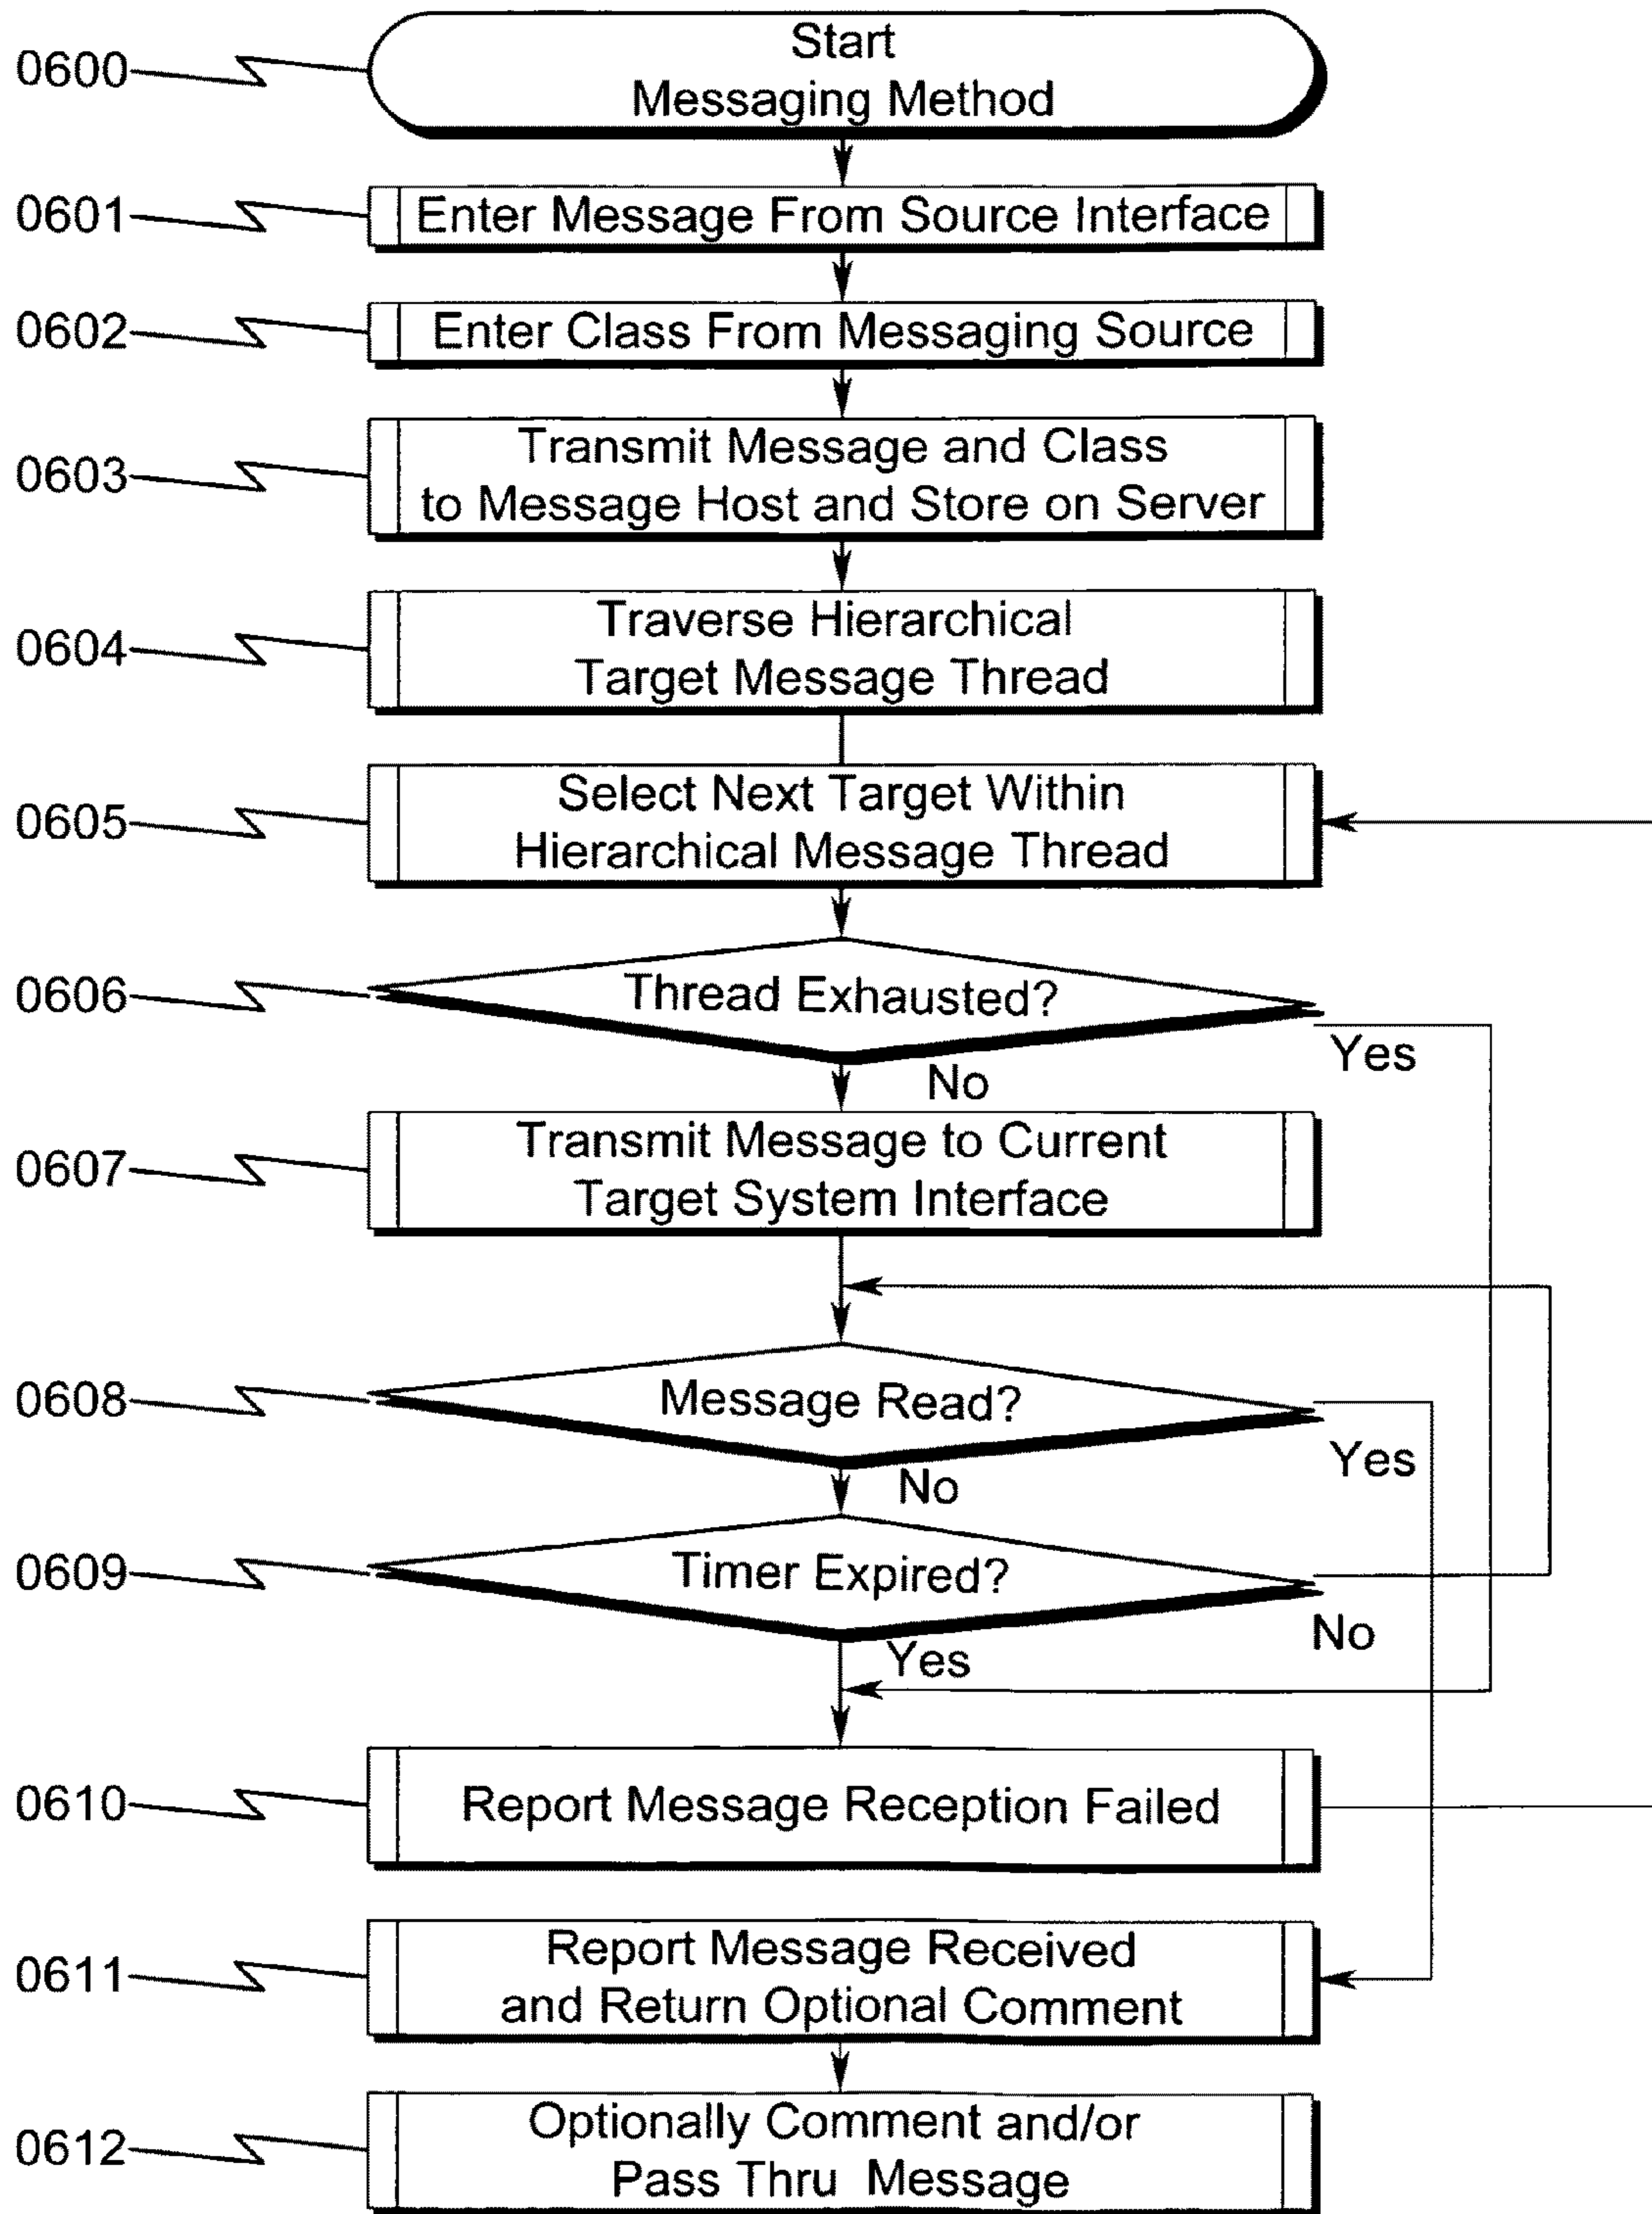 0600
Start
Messaging Method
0601
Enter Message From Source Interface
0602
Enter Class From Messaging Source
0603
Transmit Message and Class
to Message Host and Store on Server
0604
Traverse Hierarchical
Target Message Thread
0605
Select Next Target Within
Hierarchical Message Thread
0606
Thread Exhausted?
Yes
No
0607
Transmit Message to Current
Target System Interface
0608
Message Read?
Yes
No
0609
Timer Expired?
No
Yes
0610
Report Message Reception Failed
0611
Report Message Received
and Return Optional Comment
0612
Optionally Comment and/or
Pass Thru Message